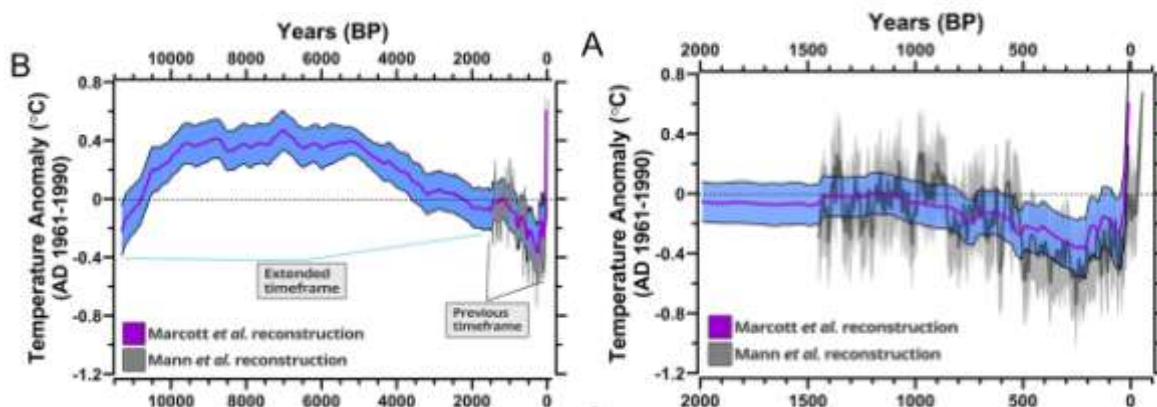 B
Years (BP)
10000 8000 6000 4000 2000 0
0.8
0.4
0
-0.4
-0.8
-1.2
Temperature Anomaly (°C)
(AD 1961-1990)
Extended
timeframe
Previous
timeframe
Marcott et al. reconstruction
Mann et al. reconstruction
10000 8000 6000 4000 2000 0
A
Years (BP)
2000 1500 1000 500 0
0.8
0.4
0
-0.4
-0.8
-1.2
Temperature Anomaly (°C)
(AD 1961-1990)
Marcott et al. reconstruction
Mann et al. reconstruction
2000 1500 1000 500 0